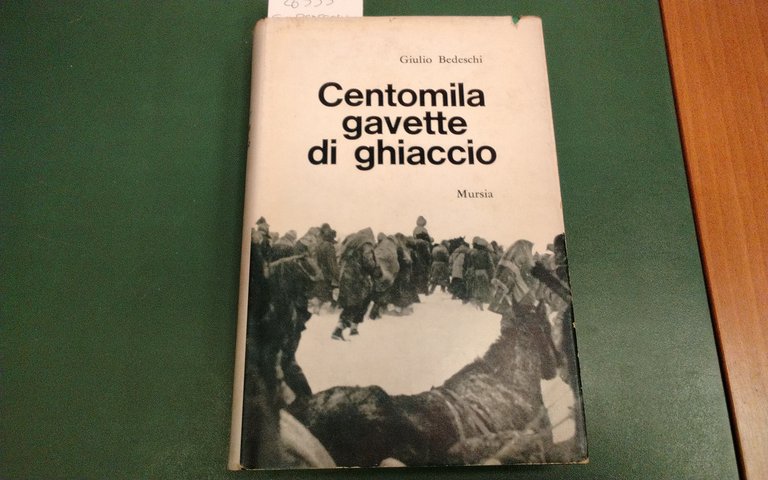 Giulio Bedeschi
Centomila
gavette
di ghiaccio
Mursia